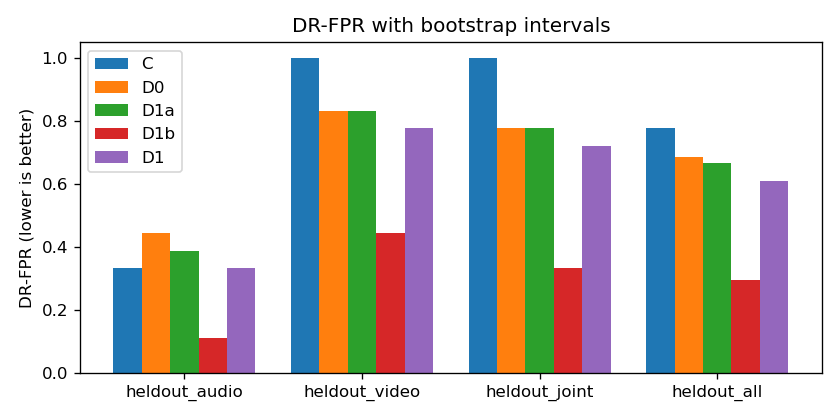 DR-FPR with bootstrap intervals
DR-FPR (lower is better)
1.0
0.8
0.6
0.4
0.2
0.0
C
D0
D1a
D1b
D1
heldout_audio
heldout_video
heldout_joint
heldout_all